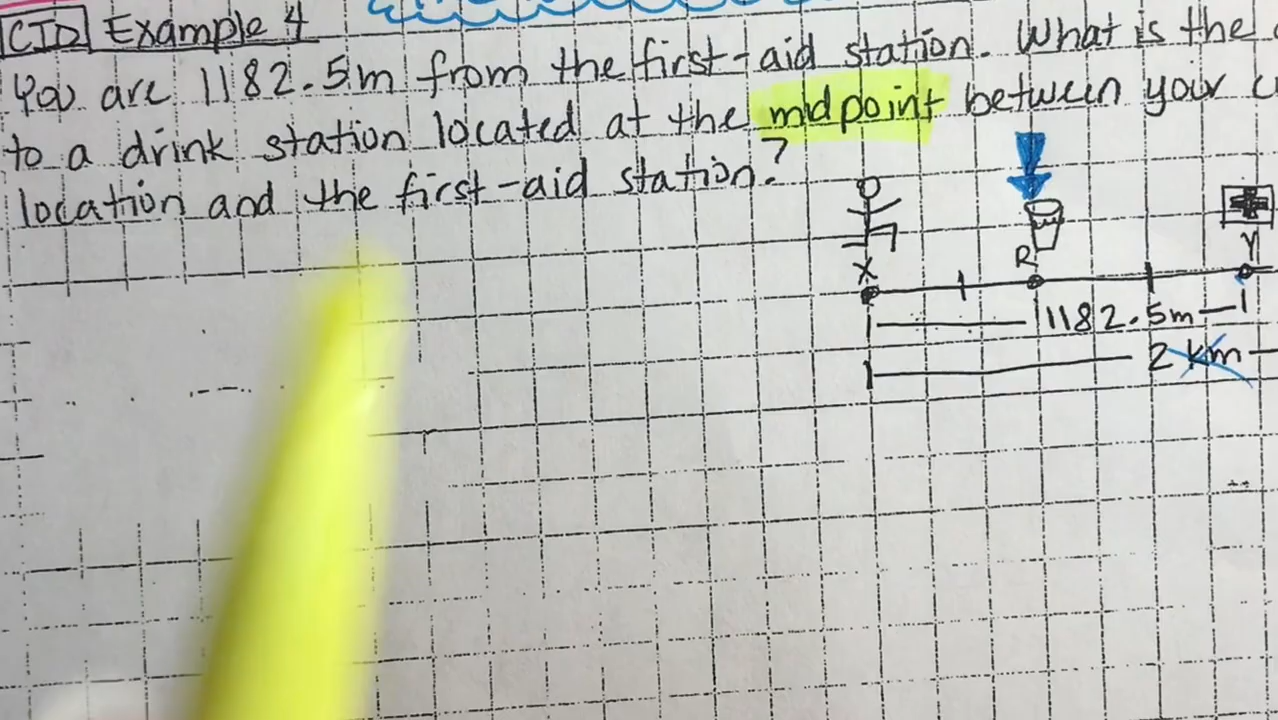 CID Example 4
You are 1182.5m from the first-aid station. What is the
to a drink station located at the midpoint between your
location and the first-aid station?
X R Y
1182.5m
2 km